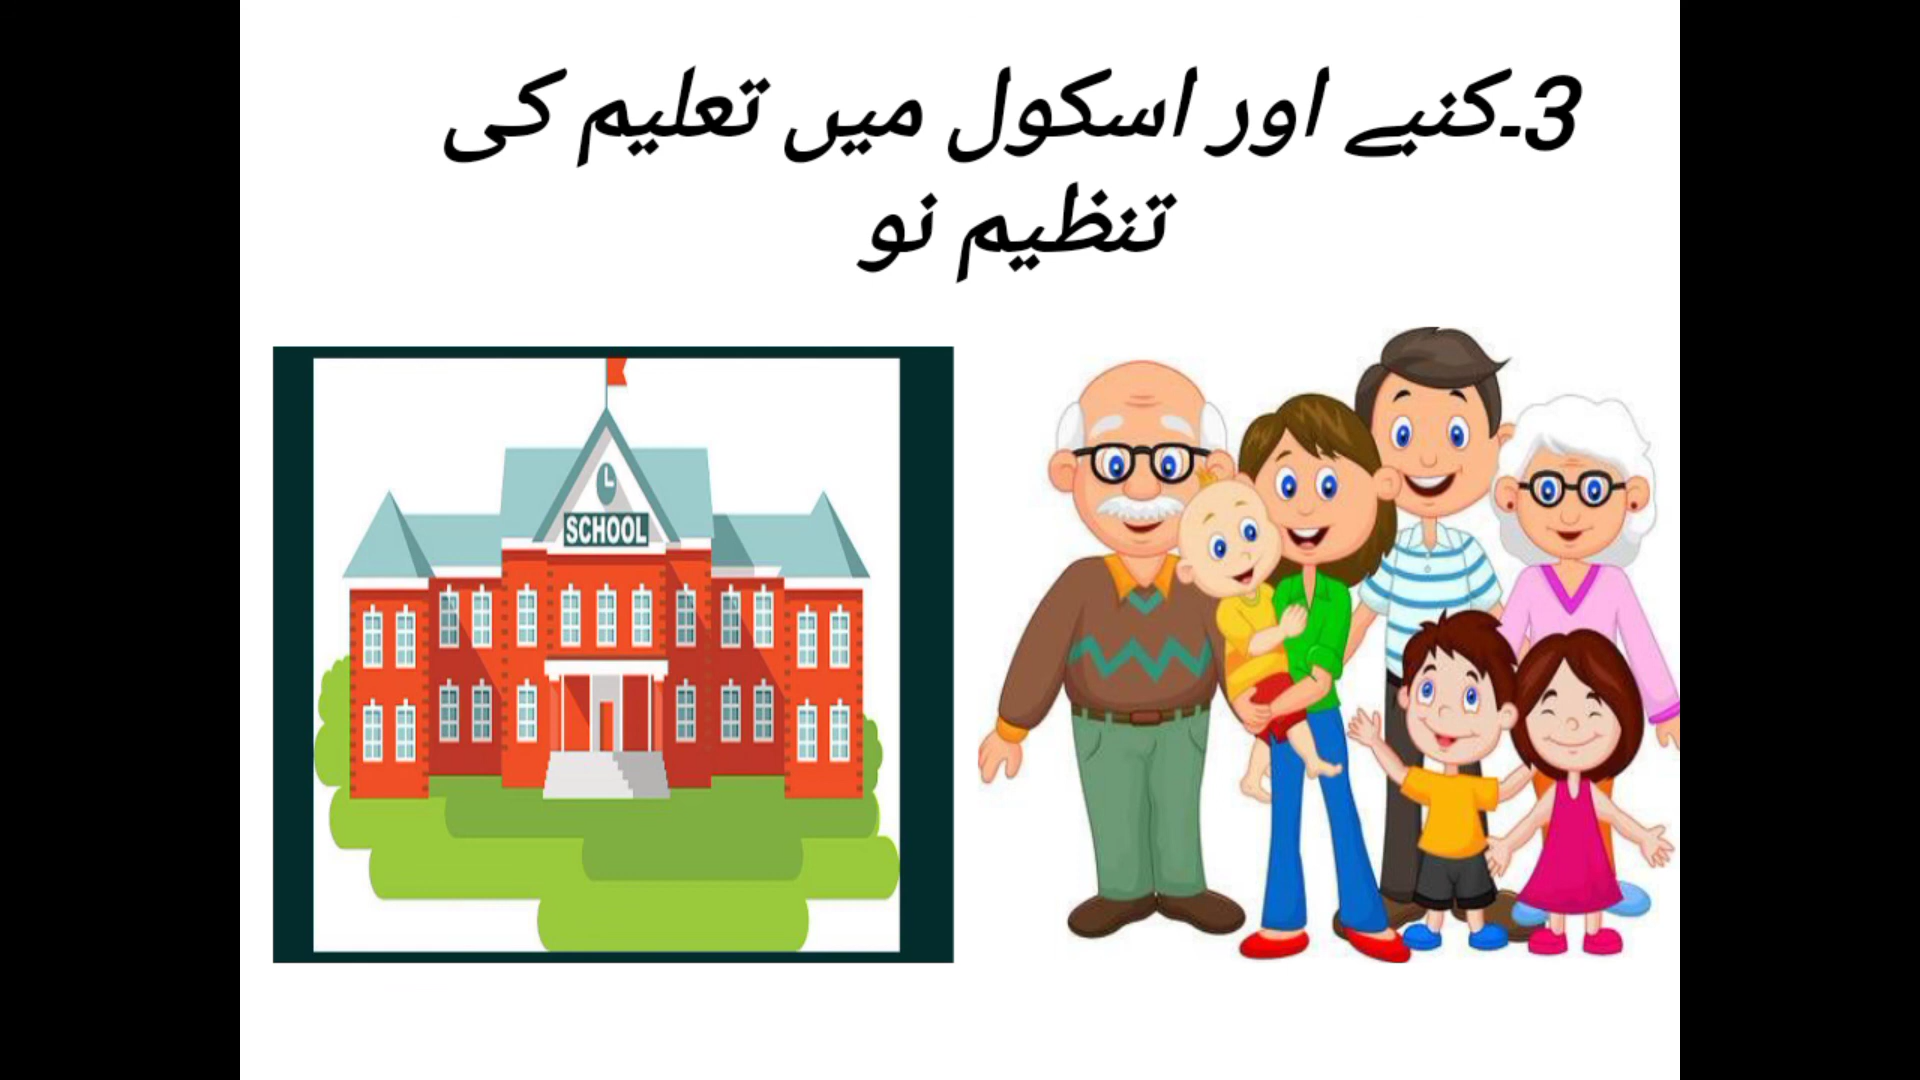 3۔کنبے اور اسکول میں تعلیم کی
تنظیم نو
SCHOOL